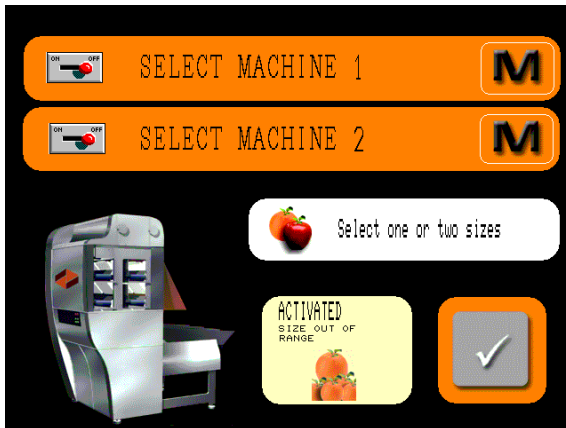 ON OFF
SELECT MACHINE 1
M
ON OFF
SELECT MACHINE 2
M
Select one or two sizes
ACTIVATED
SIZE OUT OF
RANGE